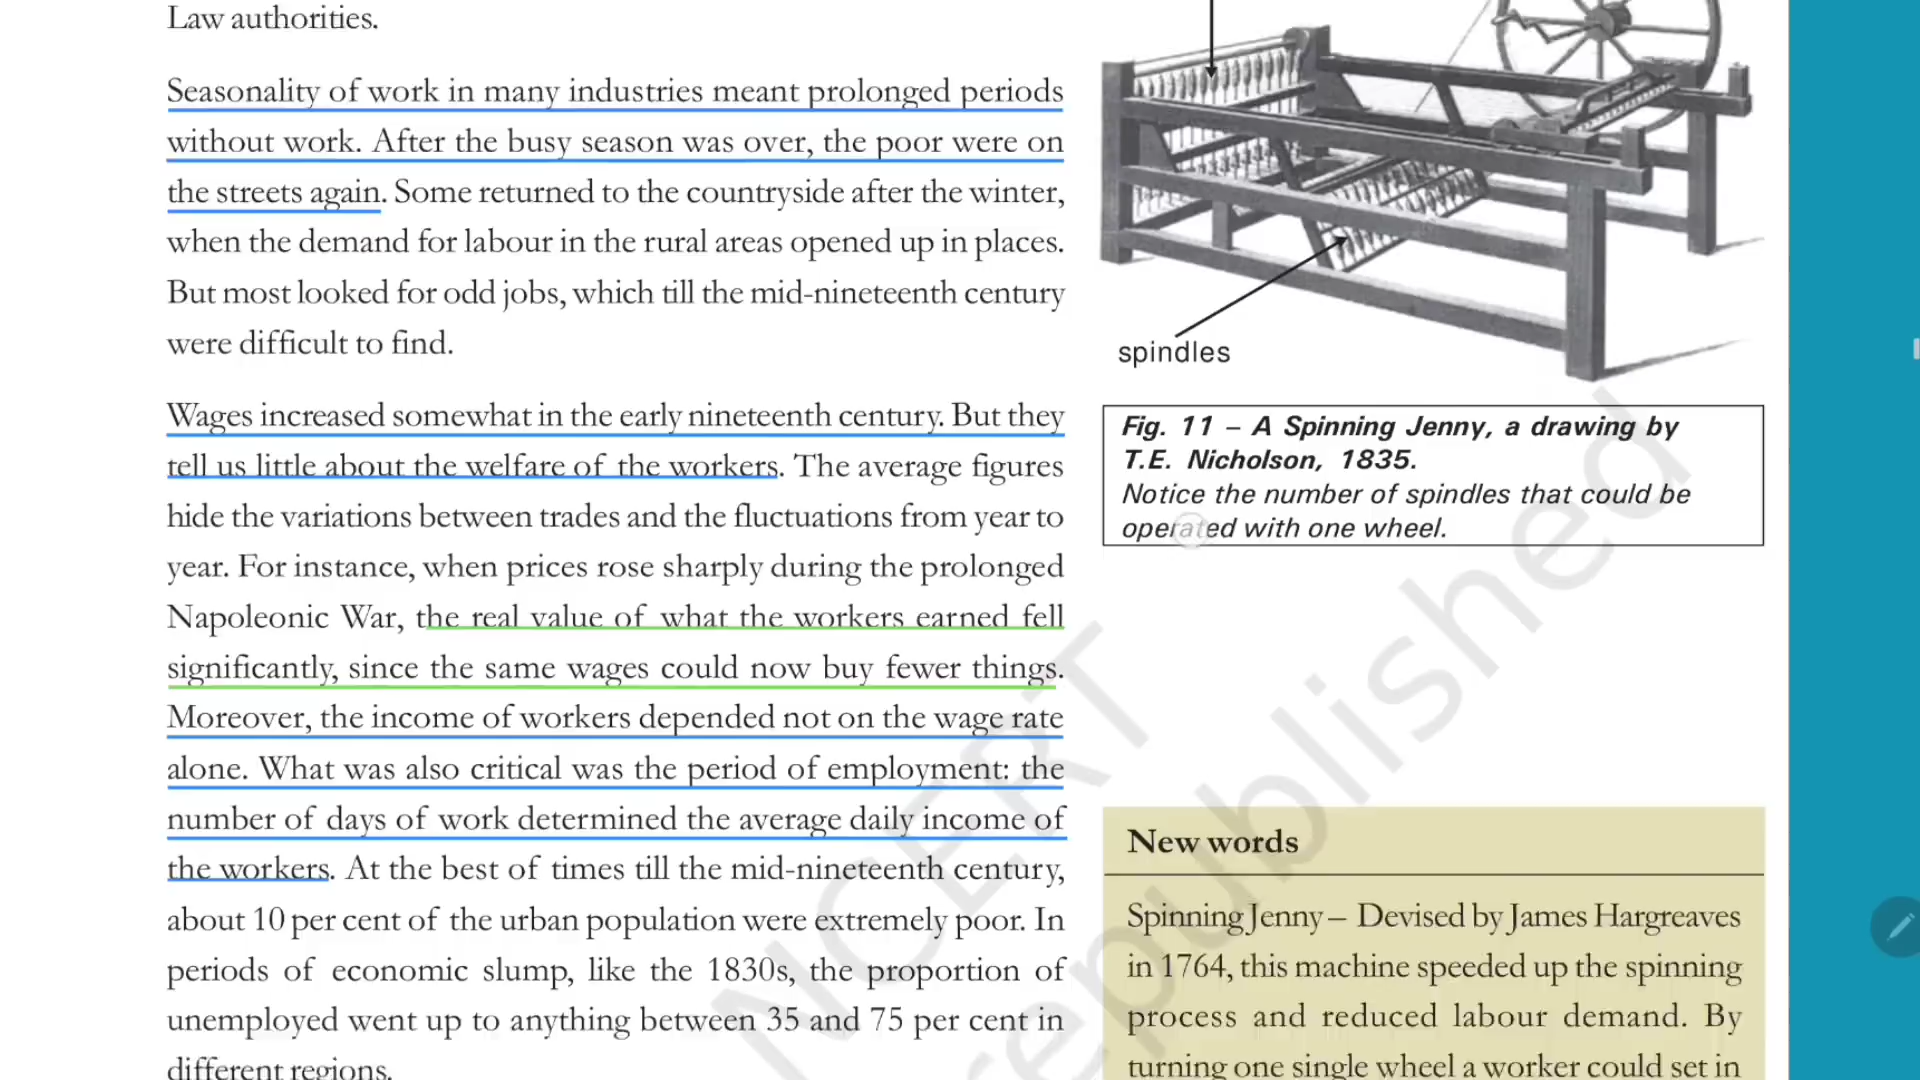 Law authorities.
Seasonality of work in many industries meant prolonged periods
without work. After the busy season was over, the poor were on
the streets again. Some returned to the countryside after the winter,
when the demand for labour in the rural areas opened up in places.
But most looked for odd jobs, which till the mid-nineteenth century
were difficult to find.
Wages increased somewhat in the early nineteenth century. But they
tell us little about the welfare of the workers. The average figures
hide the variations between trades and the fluctuations from year to
year. For instance, when prices rose sharply during the prolonged
Napoleonic War, the real value of what the workers earned fell
significantly, since the same wages could now buy fewer things.
Moreover, the income of workers depended not on the wage rate
alone. What was also critical was the period of employment: the
number of days of work determined the average daily income of
the workers. At the best of times till the mid-nineteenth century,
about 10 per cent of the urban population were extremely poor. In
periods of economic slump, like the 1830s, the proportion of
unemployed went up to anything between 35 and 75 per cent in
different regions.
spindles
Fig. 11 – A Spinning Jenny, a drawing by
T.E. Nicholson, 1835.
Notice the number of spindles that could be
operated with one wheel.
New words
Spinning Jenny – Devised by James Hargreaves
in 1764, this machine speeded up the spinning
process and reduced labour demand. By
turning one single wheel a worker could set in
NCERT
republished